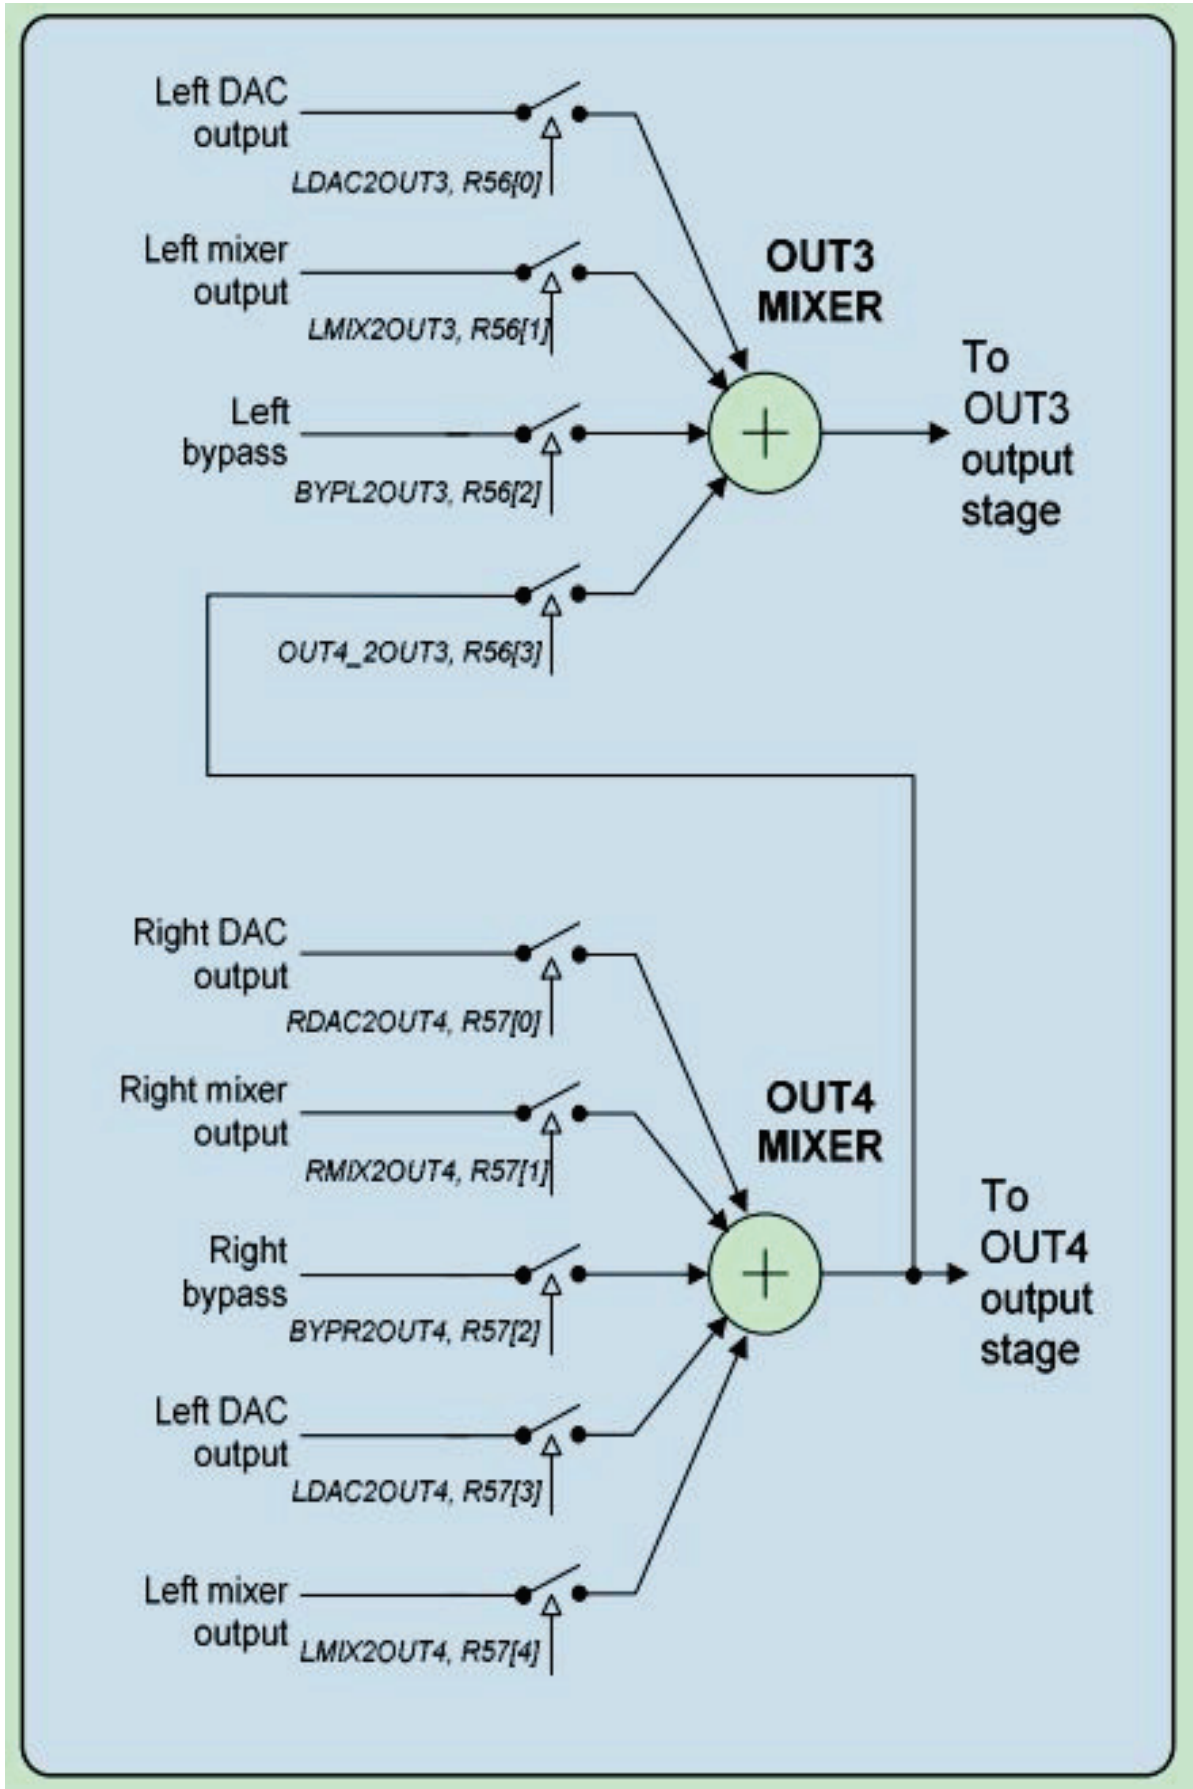 Left DAC
output
LDAC2OUT3, R56[0]
Left mixer
output
LMIX2OUT3, R56[1]
OUT3
MIXER
Left
bypass
BYPL2OUT3, R56[2]
To
OUT3
output
stage
OUT4_2OUT3, R56[3]
Right DAC
output
RDAC2OUT4, R57[0]
Right mixer
output
RMIX2OUT4, R57[1]
OUT4
MIXER
Right
bypass
BYPR2OUT4, R57[2]
To
OUT4
output
stage
Left DAC
output
LDAC2OUT4, R57[3]
Left mixer
output
LMIX2OUT4, R57[4]